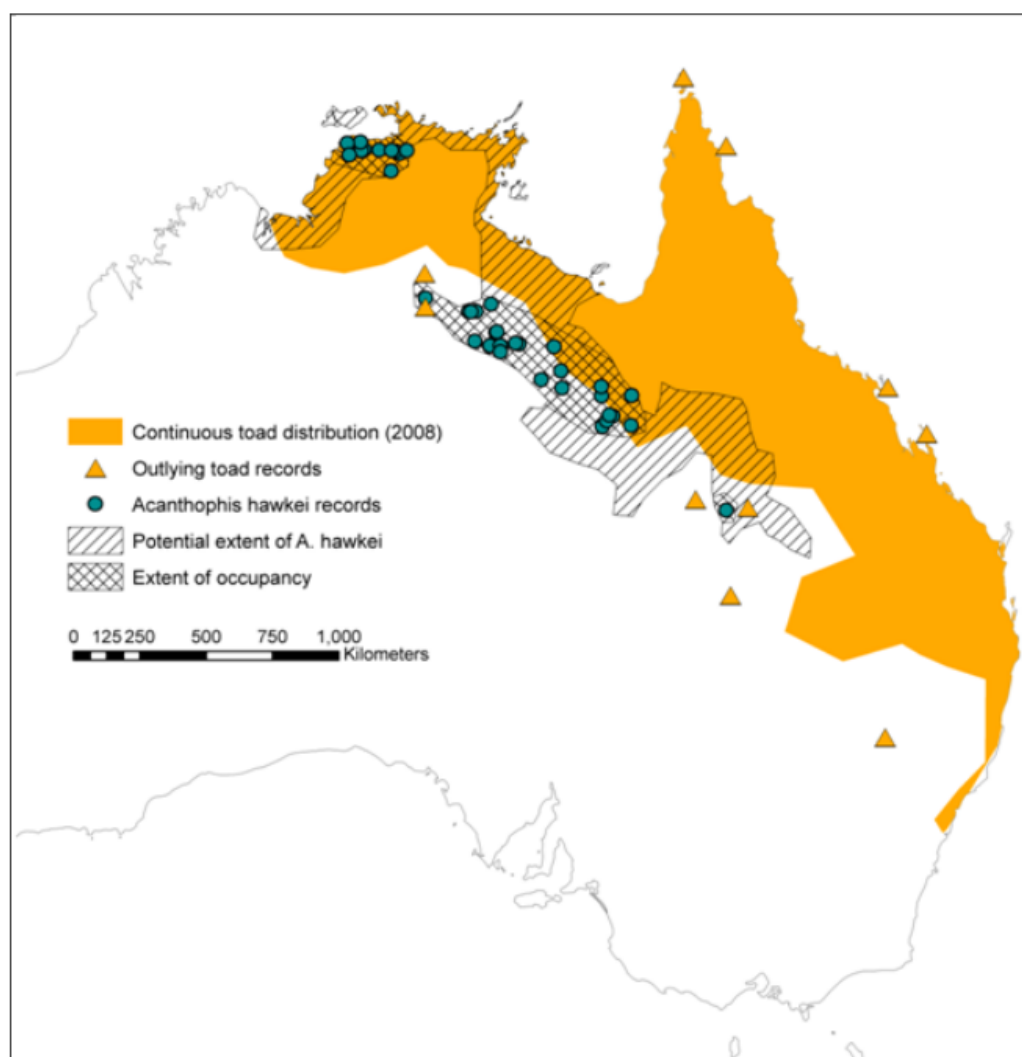 Continuous toad distribution (2008)
Outlying toad records
Acanthophis hawkei records
Potential extent of A. hawkei
Extent of occupancy
0 125 250 500 750 1,000
Kilometers